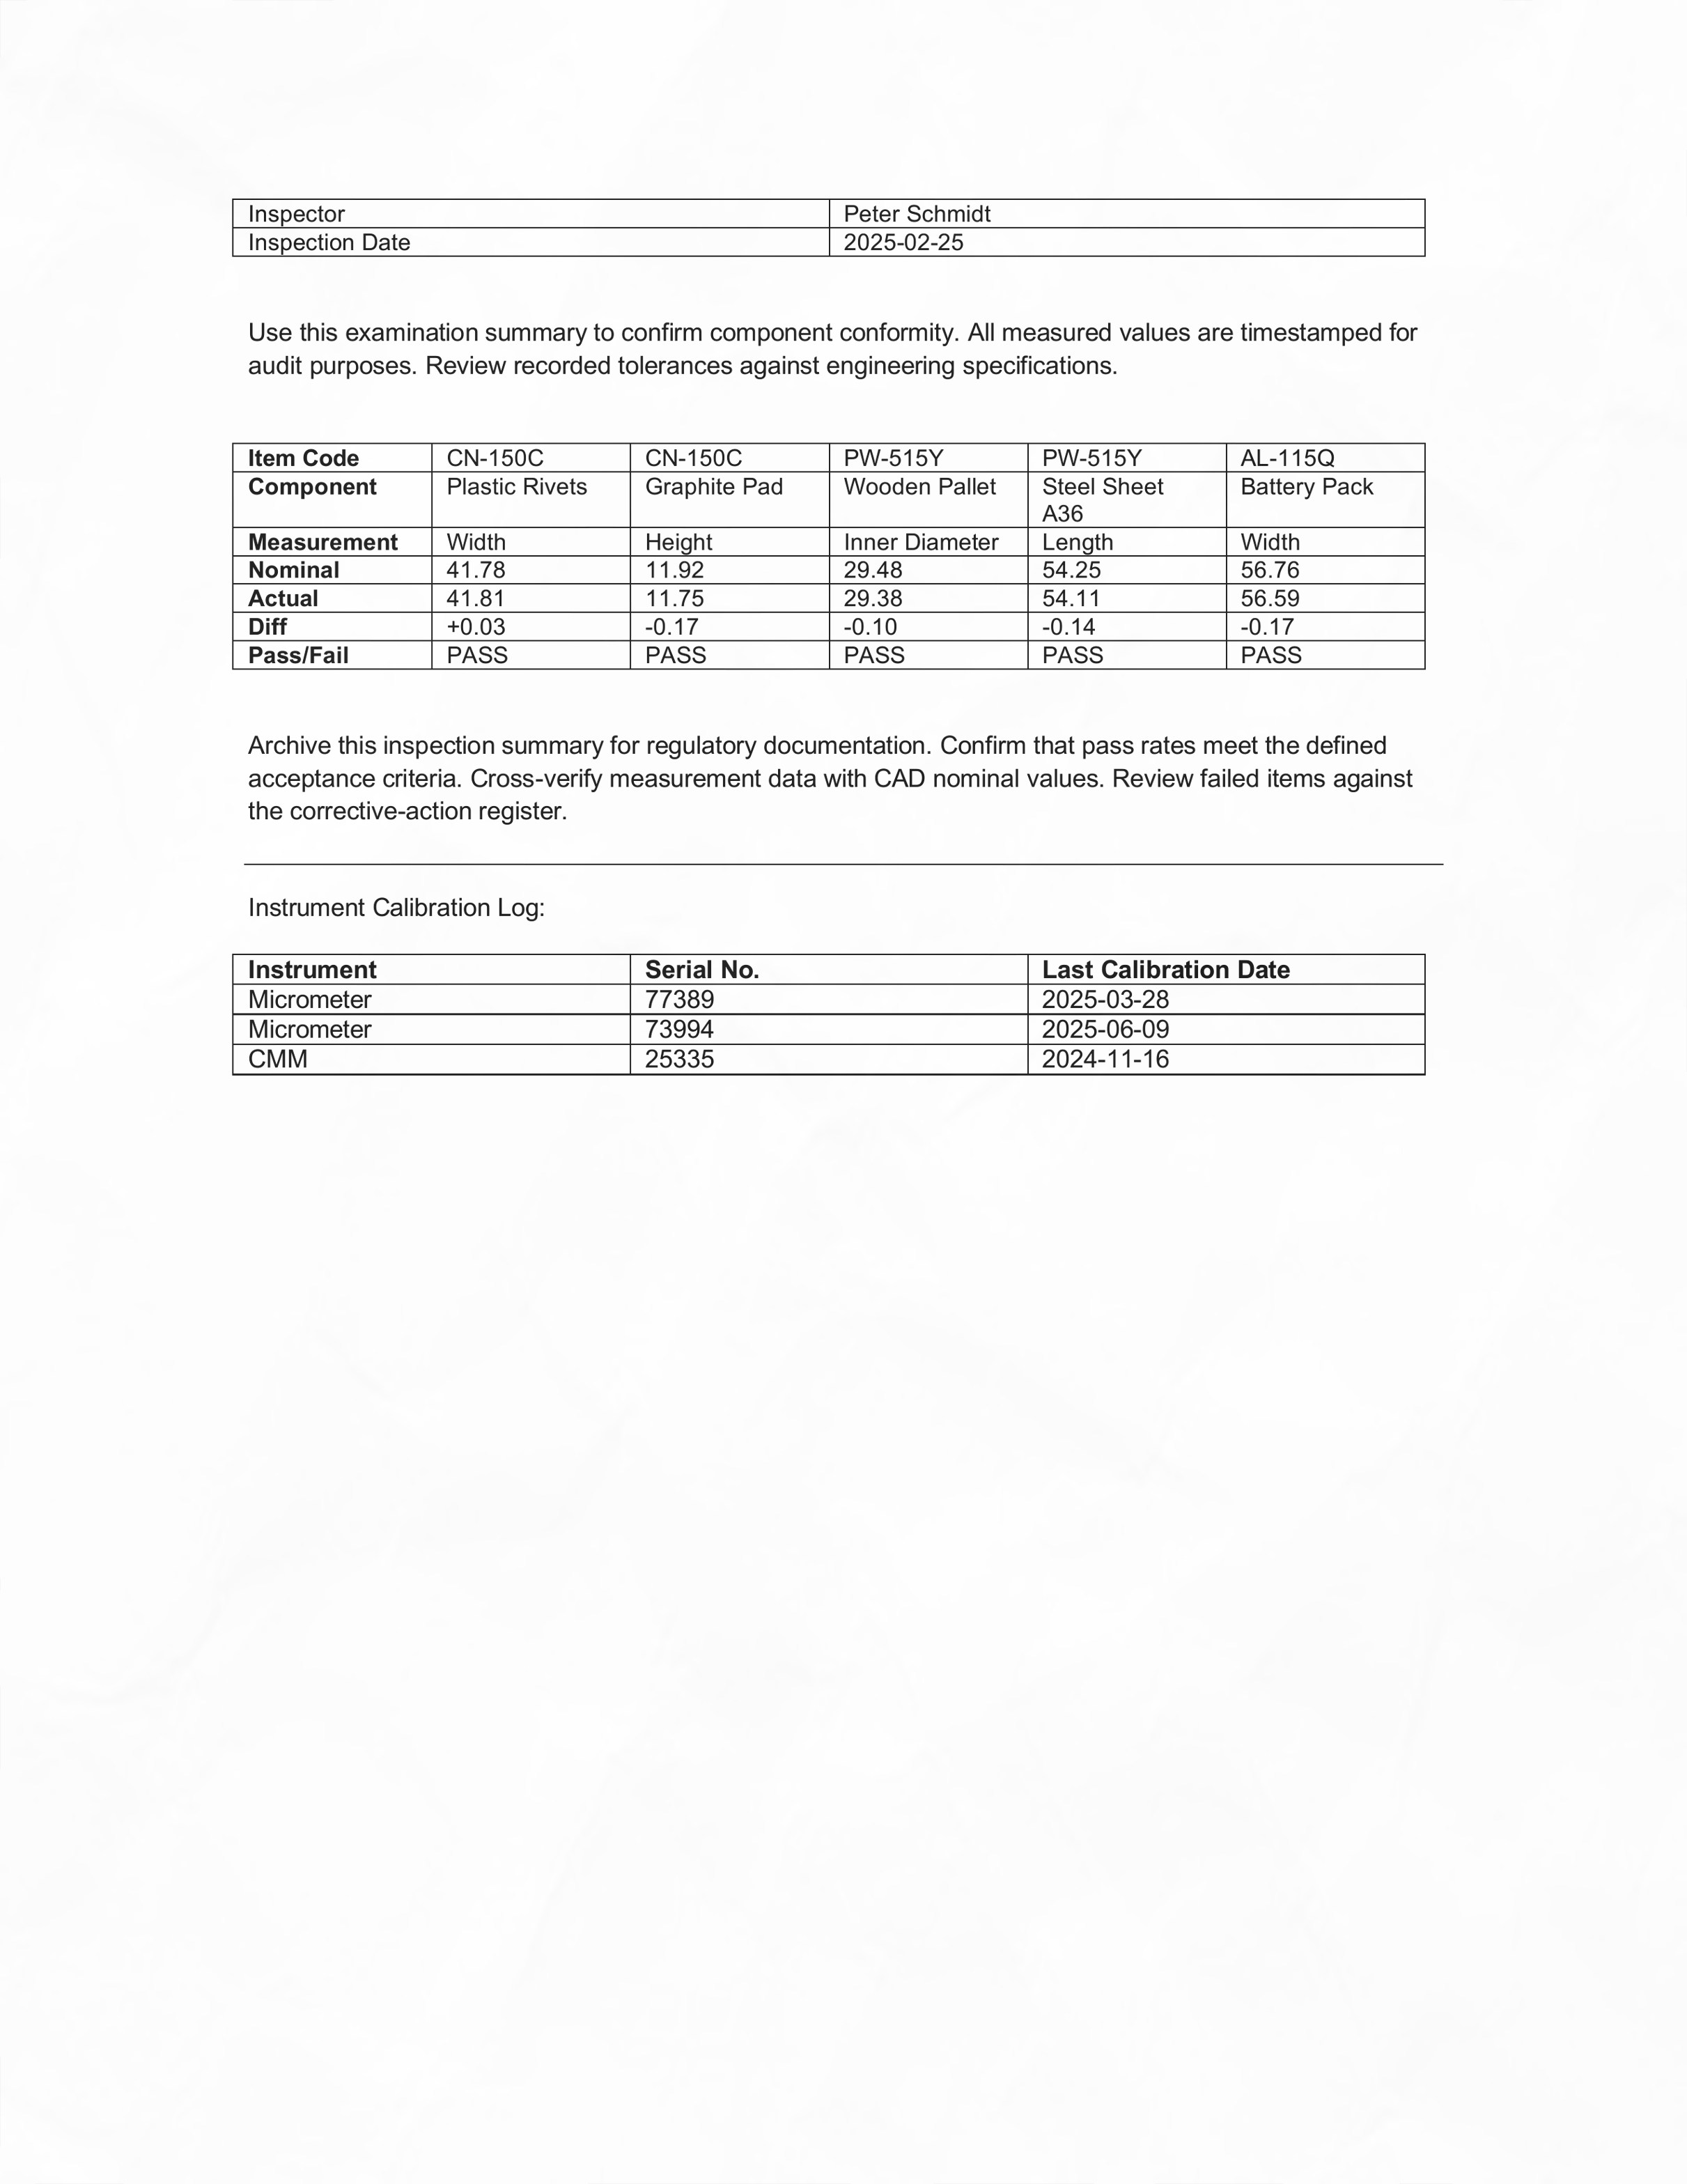 Inspector Peter Schmidt
Inspection Date 2025-02-25
Use this examination summary to confirm component conformity. All measured values are timestamped for
audit purposes. Review recorded tolerances against engineering specifications.
Item Code CN-150C CN-150C PW-515Y PW-515Y AL-115Q
Component Plastic Rivets Graphite Pad Wooden Pallet Steel Sheet Battery Pack
A36
Measurement Width Height Inner Diameter Length Width
Nominal 41.78 11.92 29.48 54.25 56.76
Actual 41.81 11.75 29.38 54.11 56.59
Diff +0.03 -0.17 -0.10 -0.14 -0.17
Pass/Fail PASS PASS PASS PASS PASS
Archive this inspection summary for regulatory documentation. Confirm that pass rates meet the defined
acceptance criteria. Cross-verify measurement data with CAD nominal values. Review failed items against
the corrective-action register.
Instrument Calibration Log:
Instrument Serial No. Last Calibration Date
Micrometer 77389 2025-03-28
Micrometer 73994 2025-06-09
CMM 25335 2024-11-16